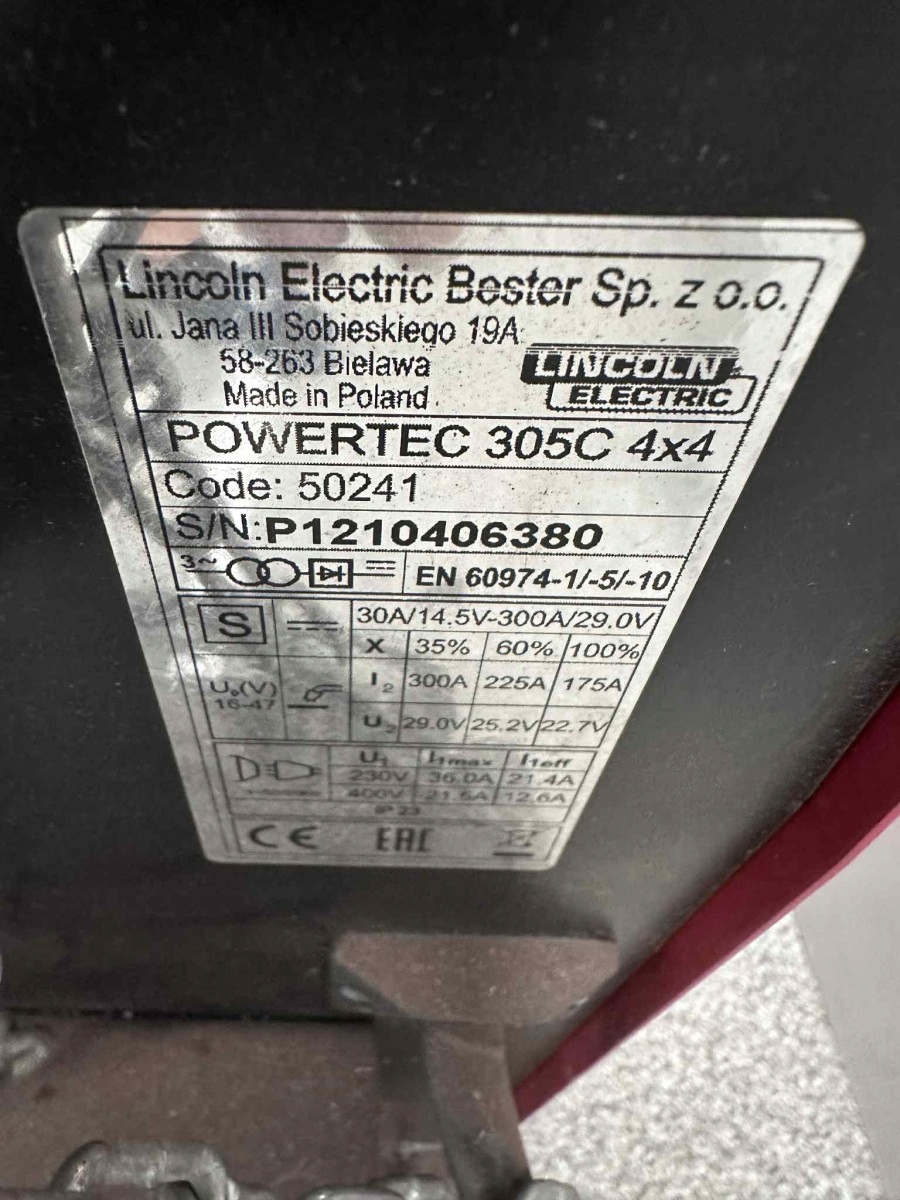 Lincoln Electric Bester Sp. z o.o.
ul. Jana III Sobieskiego 19A
58-263 Bielawa
Made in Poland
LINCOLN
ELECTRIC
POWERTEC 305C 4x4
Code: 50241
S/N:P1210406380
3~ EN 60974-1/-5/-10
S 30A/14.5V-300A/29.0V
X 35% 60% 100%
U₀(V) 16-47 I₂ 300A 225A 175A
U₂ 29.0V 25.2V 22.7V
U₁ I₁max I₁eff
230V 36.0A 21.4A
400V 21.5A 12.6A
IP 23
CE EAC